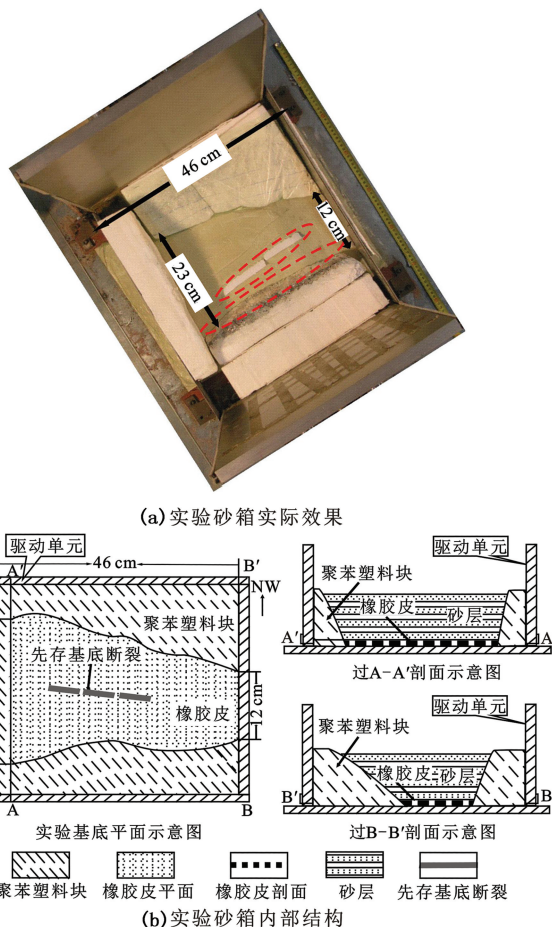 46 cm
12 cm
23 cm
(a)实验砂箱实际效果
驱动单元
A′
46 cm
B′
NW
聚苯塑料块
先存基底断裂
橡胶皮
12 cm
A
B
实验基底平面示意图
驱动单元
聚苯塑料块
橡胶皮
砂层
A′
A
过A-A′剖面示意图
驱动单元
聚苯塑料块
橡胶皮
砂层
B′
B
过B-B′剖面示意图
聚苯塑料块
橡胶皮平面
橡胶皮剖面
砂层
先存基底断裂
(b)实验砂箱内部结构